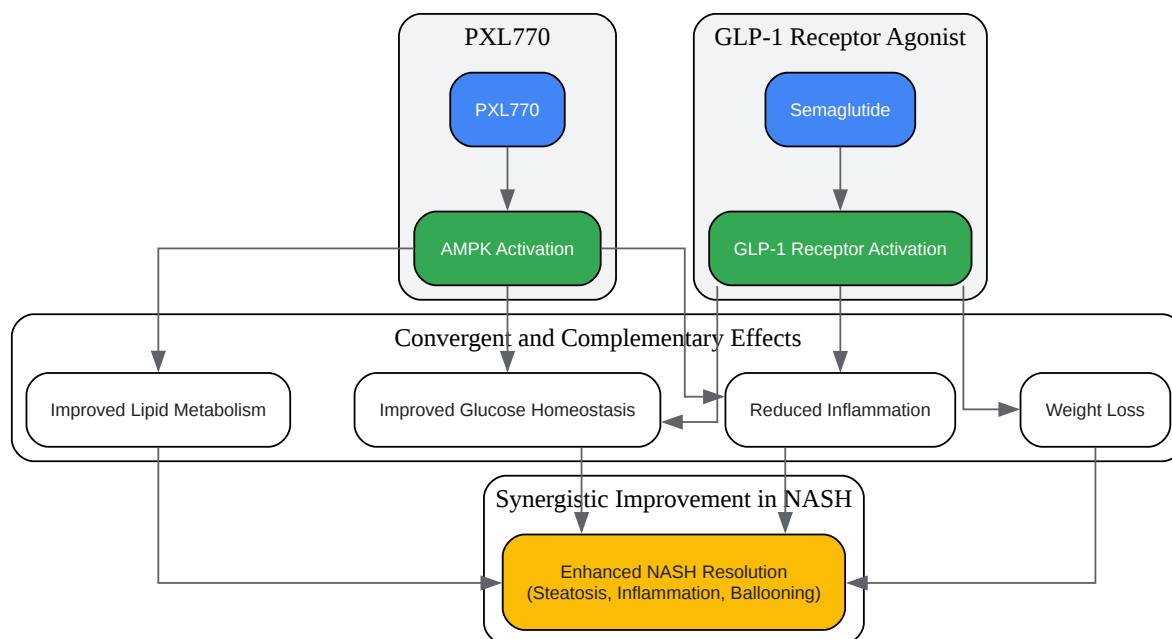 PXL770
GLP-1 Receptor Agonist
PXL770
Semaglutide
AMPK Activation
GLP-1 Receptor Activation
Convergent and Complementary Effects
Improved Lipid Metabolism
Improved Glucose Homeostasis
Reduced Inflammation
Weight Loss
Synergistic Improvement in NASH
Enhanced NASH Resolution
(Steatosis, Inflammation, Ballooning)